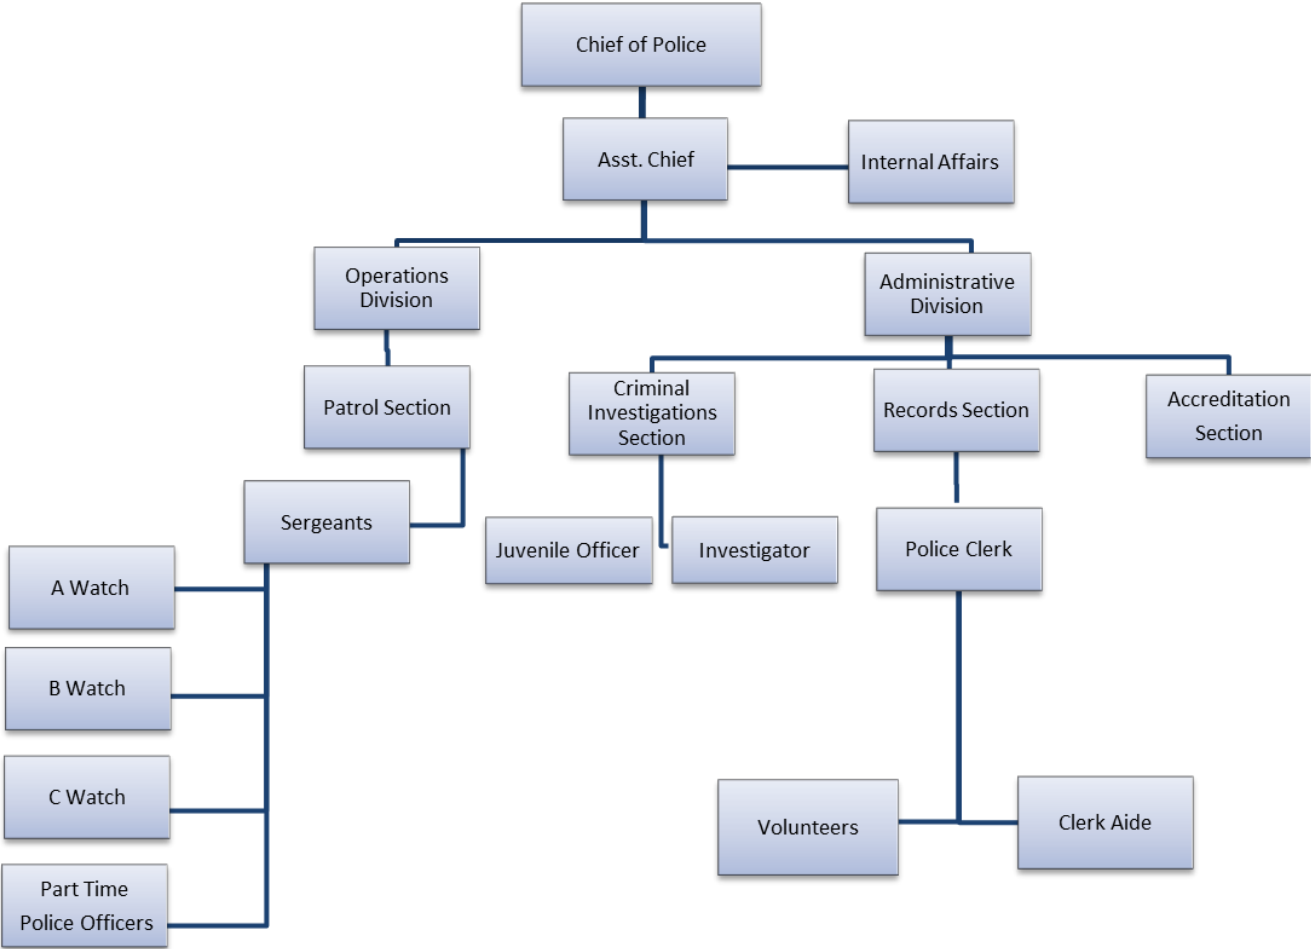 Chief of Police
Asst. Chief
Internal Affairs
Operations
Division
Administrative
Division
Patrol Section
Criminal
Investigations
Section
Records Section
Accreditation
Section
Sergeants
Juvenile Officer
Investigator
Police Clerk
A Watch
B Watch
C Watch
Volunteers
Clerk Aide
Part Time
Police Officers